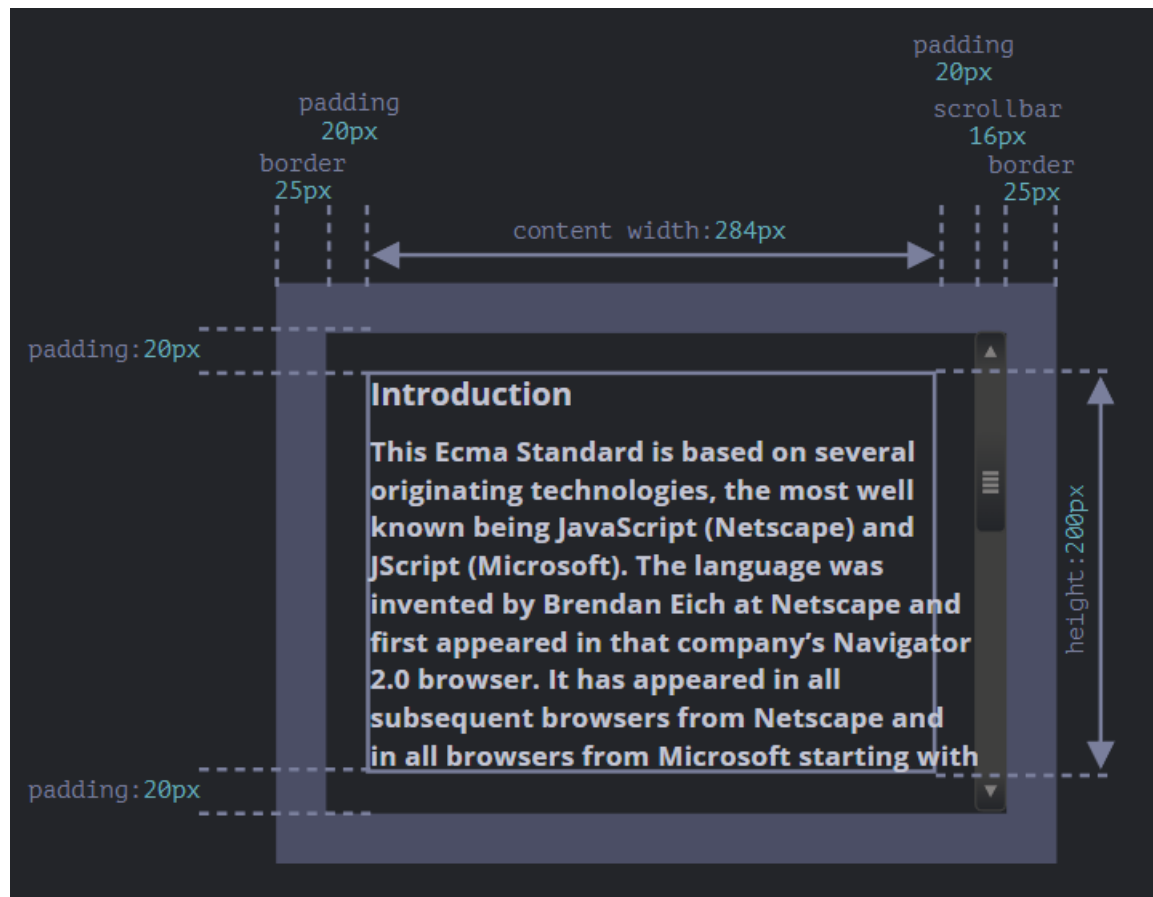 padding
20px
padding
20px
scrollbar
16px
border
25px
border
25px
content width:284px
padding:20px
Introduction
This Ecma Standard is based on several
originating technologies, the most well
known being JavaScript (Netscape) and
JScript (Microsoft). The language was
invented by Brendan Eich at Netscape and
first appeared in that company’s Navigator
2.0 browser. It has appeared in all
subsequent browsers from Netscape and
in all browsers from Microsoft starting with
height:200px
padding:20px